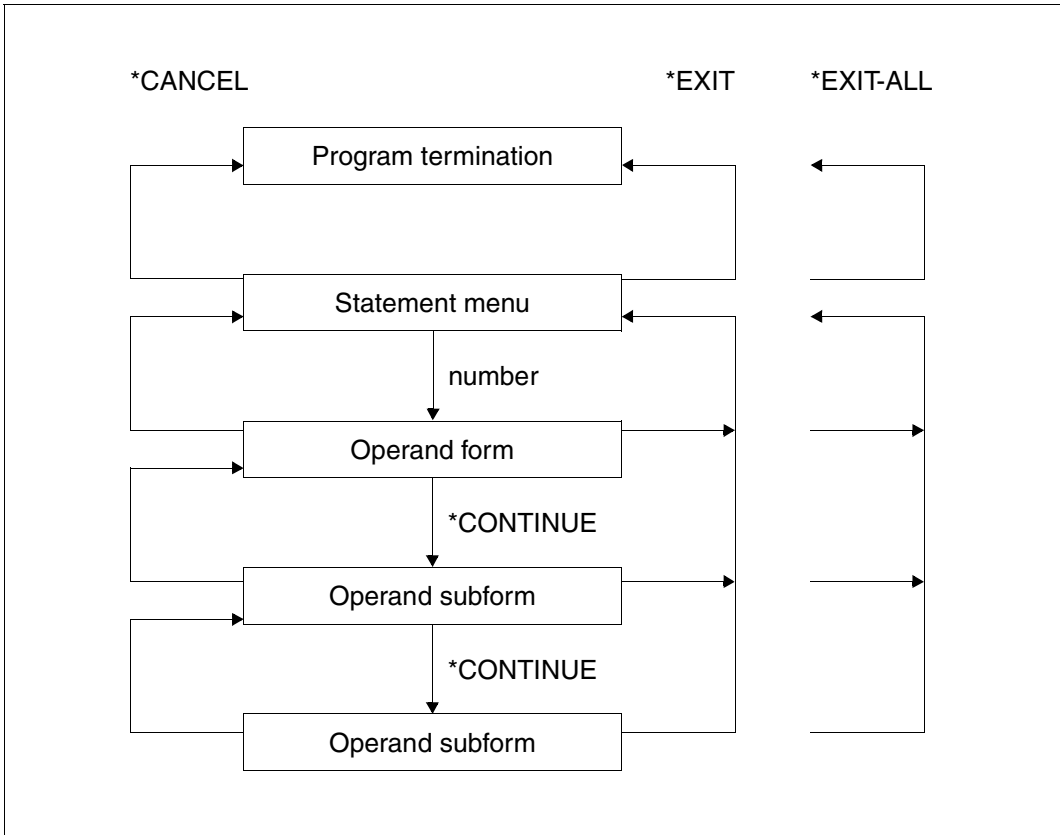 *CANCEL *EXIT *EXIT-ALL
Program termination
Statement menu
number
Operand form
*CONTINUE
Operand subform
*CONTINUE
Operand subform